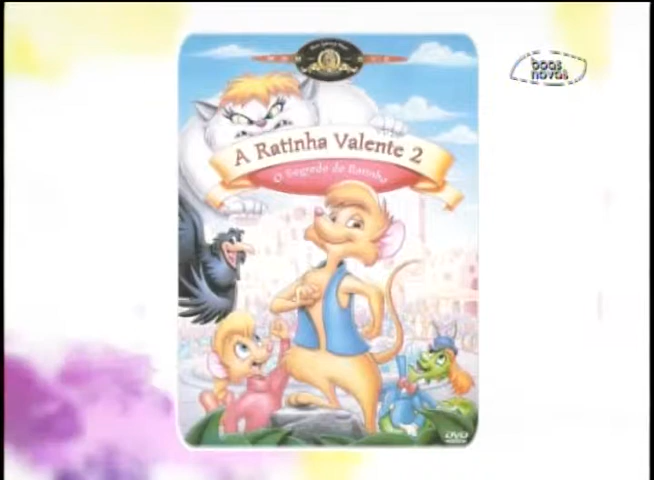 boas
novas
A Ratinha Valente 2
O Segredo do Ratinho
DVD